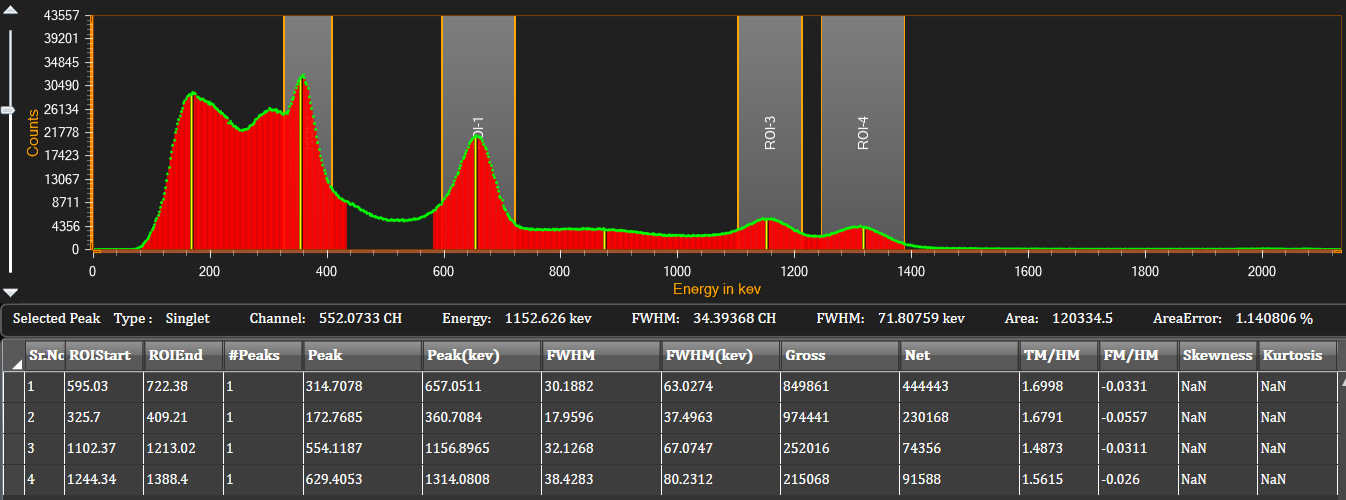 43557
39201
34845
30490
26134
21778
17423
13067
8711
4356
0
Counts
OI-1
ROI-3
ROI-4
0 200 400 600 800 1000 1200 1400 1600 1800 2000
Energy in kev
Selected Peak Type : Singlet Channel: 552.0733 CH Energy: 1152.626 kev FWHM: 34.39368 CH FWHM: 71.80759 kev Area: 120334.5 AreaError: 1.140806 %
Sr.No ROIStart ROIEnd #Peaks Peak Peak(kev) FWHM FWHM(kev) Gross Net TM/HM FM/HM Skewness Kurtosis
1 595.03 722.38 1 314.7078 657.0511 30.1882 63.0274 849861 444443 1.6998 -0.0331 NaN NaN
2 325.7 409.21 1 172.7685 360.7084 17.9596 37.4963 974441 230168 1.6791 -0.0557 NaN NaN
3 1102.37 1213.02 1 554.1187 1156.8965 32.1268 67.0747 252016 74356 1.4873 -0.0311 NaN NaN
4 1244.34 1388.4 1 629.4053 1314.0808 38.4283 80.2312 215068 91588 1.5615 -0.026 NaN NaN